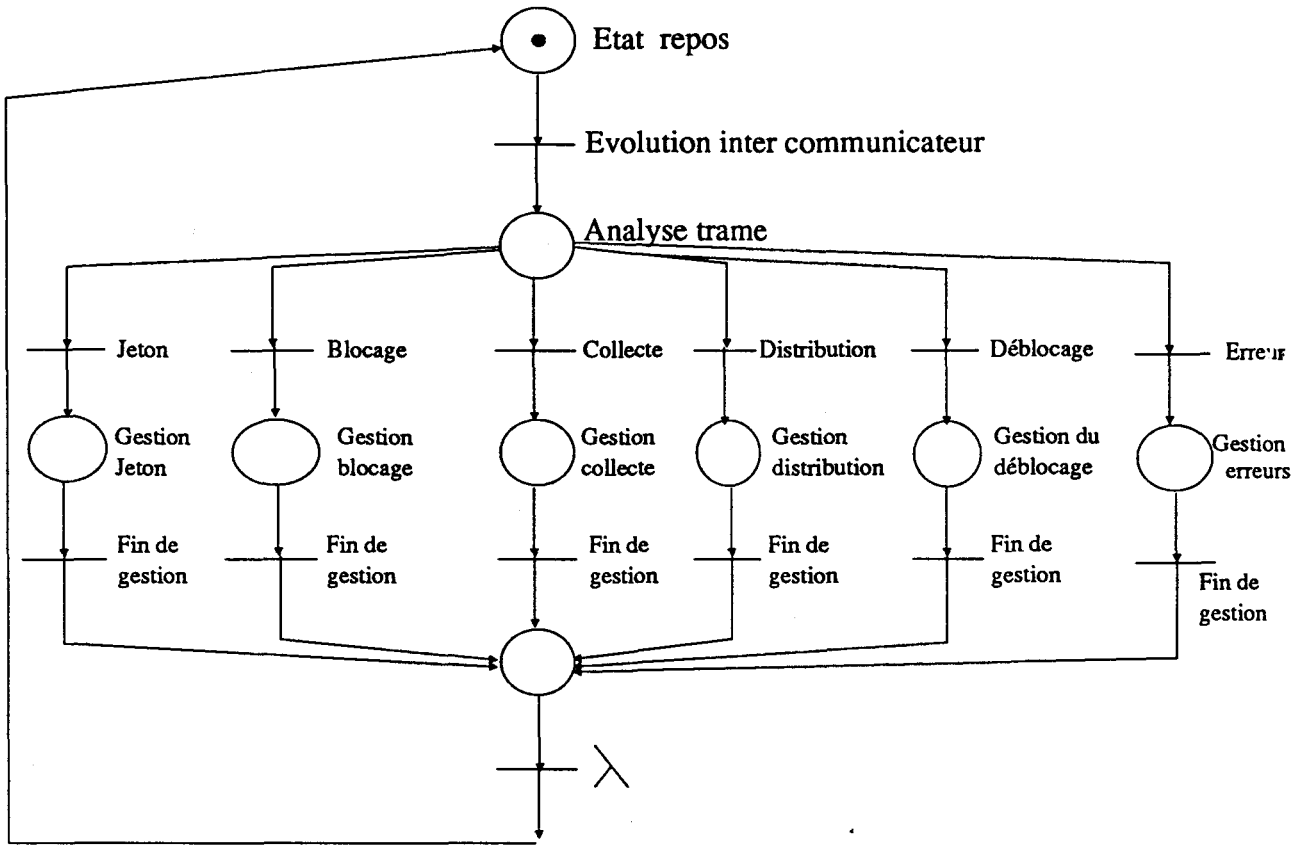 Etat repos
Evolution inter communicateur
Analyse trame
Jeton
Blocage
Collecte
Distribution
Déblocage
Erreur
Gestion
Jeton
Gestion
blocage
Gestion
collecte
Gestion
distribution
Gestion du
déblocage
Gestion
erreurs
Fin de
gestion
Fin de
gestion
Fin de
gestion
Fin de
gestion
Fin de
gestion
Fin de
gestion
λ